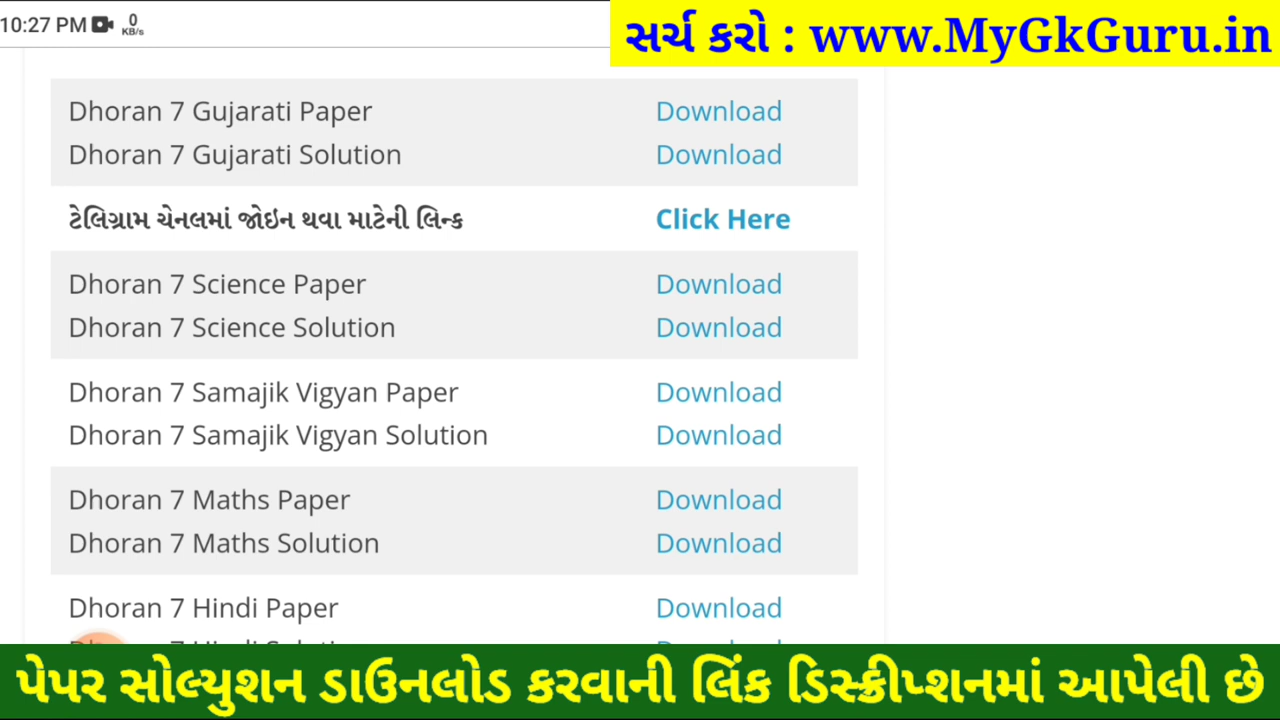 10:27 PM 0 KB/s
સર્ચ કરો : www.MyGkGuru.in
Dhoran 7 Gujarati Paper Download
Dhoran 7 Gujarati Solution Download
ટેલિગ્રામ ચેનલમાં જોઇન થવા માટેની લિન્ક Click Here
Dhoran 7 Science Paper Download
Dhoran 7 Science Solution Download
Dhoran 7 Samajik Vigyan Paper Download
Dhoran 7 Samajik Vigyan Solution Download
Dhoran 7 Maths Paper Download
Dhoran 7 Maths Solution Download
Dhoran 7 Hindi Paper Download
પેપર સોલ્યુશન ડાઉનલોડ કરવાની લિંક ડિસ્ક્રીપ્શનમાં આપેલી છે